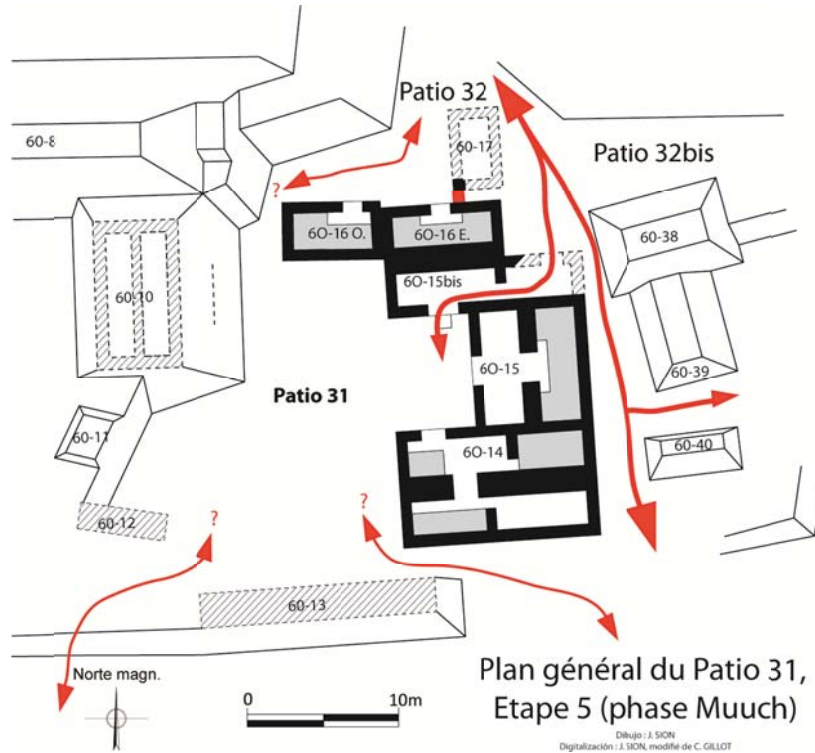 Patio 32
60-8
60-17
Patio 32bis
?
6O-16 O.
6O-16 E.
60-38
6O-15bis
60-10
6O-15
60-39
Patio 31
60-11
6O-14
60-40
60-12
?
?
60-13
Norte magn.
0
10m
Plan général du Patio 31,
Etape 5 (phase Muuch)
Dibujo : J. SION
Digitalización : J. SION, modifié de C. GILLOT